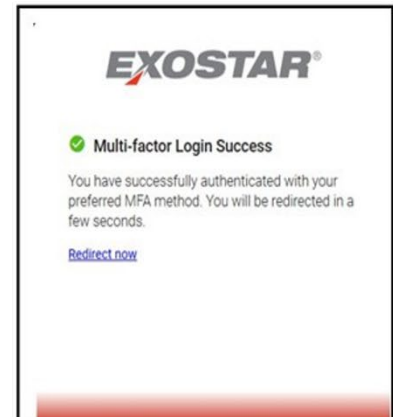 EXOSTAR®
Multi-factor Login Success
You have successfully authenticated with your
preferred MFA method. You will be redirected in a
few seconds.
Redirect now